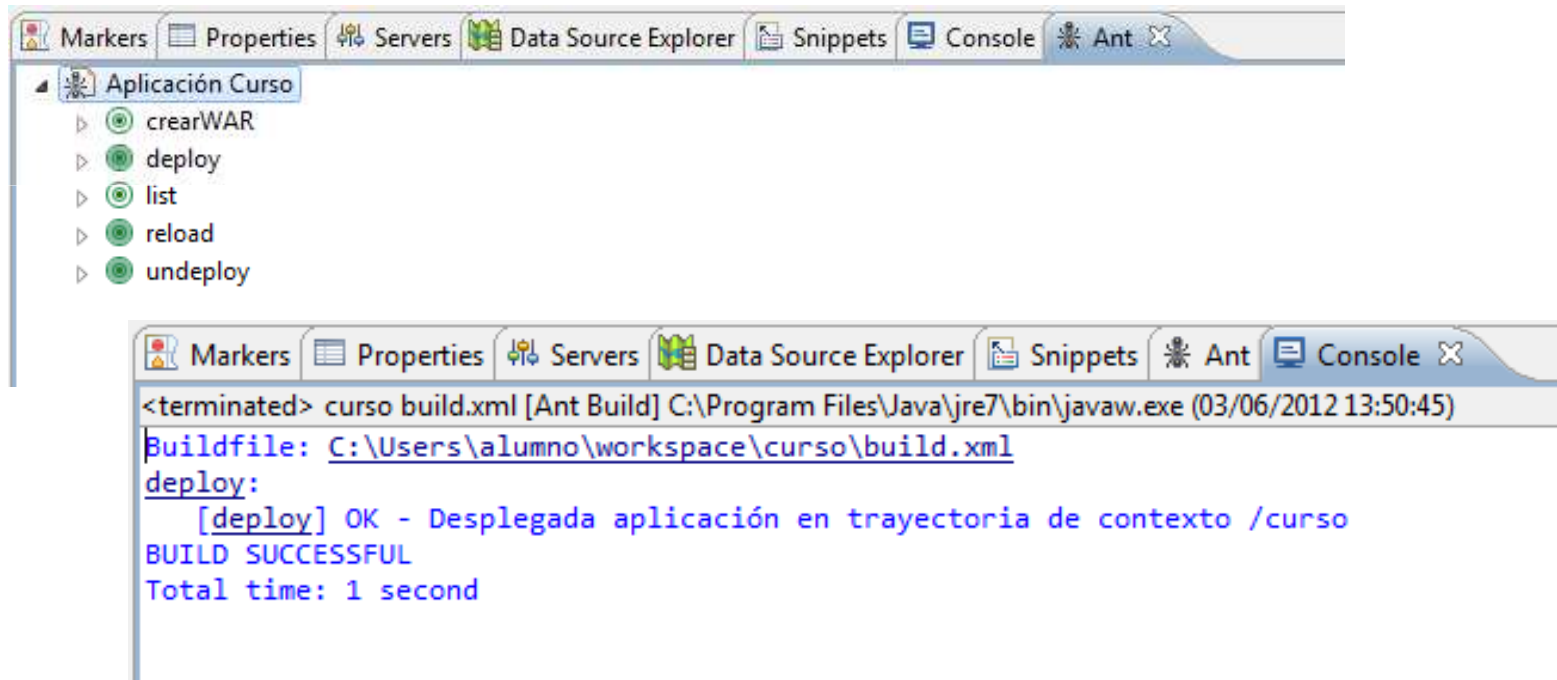 Markers Properties Servers Data Source Explorer Snippets Console Ant
Aplicación Curso
crearWAR
deploy
list
reload
undeploy
Markers Properties Servers Data Source Explorer Snippets Ant Console
<terminated> curso build.xml [Ant Build] C:\Program Files\Java\jre7\bin\javaw.exe (03/06/2012 13:50:45)
Buildfile: C:\Users\alumno\workspace\curso\build.xml
deploy:
[deploy] OK - Desplegada aplicación en trayectoria de contexto /curso
BUILD SUCCESSFUL
Total time: 1 second